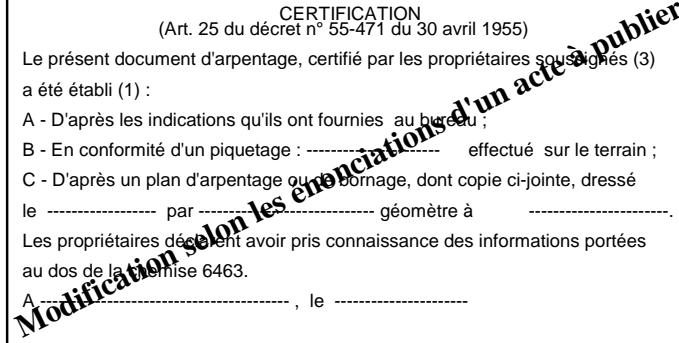 CERTIFICATION
(Art. 25 du décret n° 55-471 du 30 avril 1955)
Le présent document d'arpentage, certifié par les propriétaires soussignés (3)
a été établi (1) :
A - D'après les indications qu'ils ont fournies au bureau ;
B - En conformité d'un piquetage : ---------------------- effectué sur le terrain ;
C - D'après un plan d'arpentage ou de bornage, dont copie ci-jointe, dressé
le ------------------ par ----------------------------- géomètre à -----------------------.
Les propriétaires déclarent avoir pris connaissance des informations portées
au dos de la chemise 6463.
A ----------------------------------------- , le ----------------------
Modification selon les énonciations d'un acte à publier